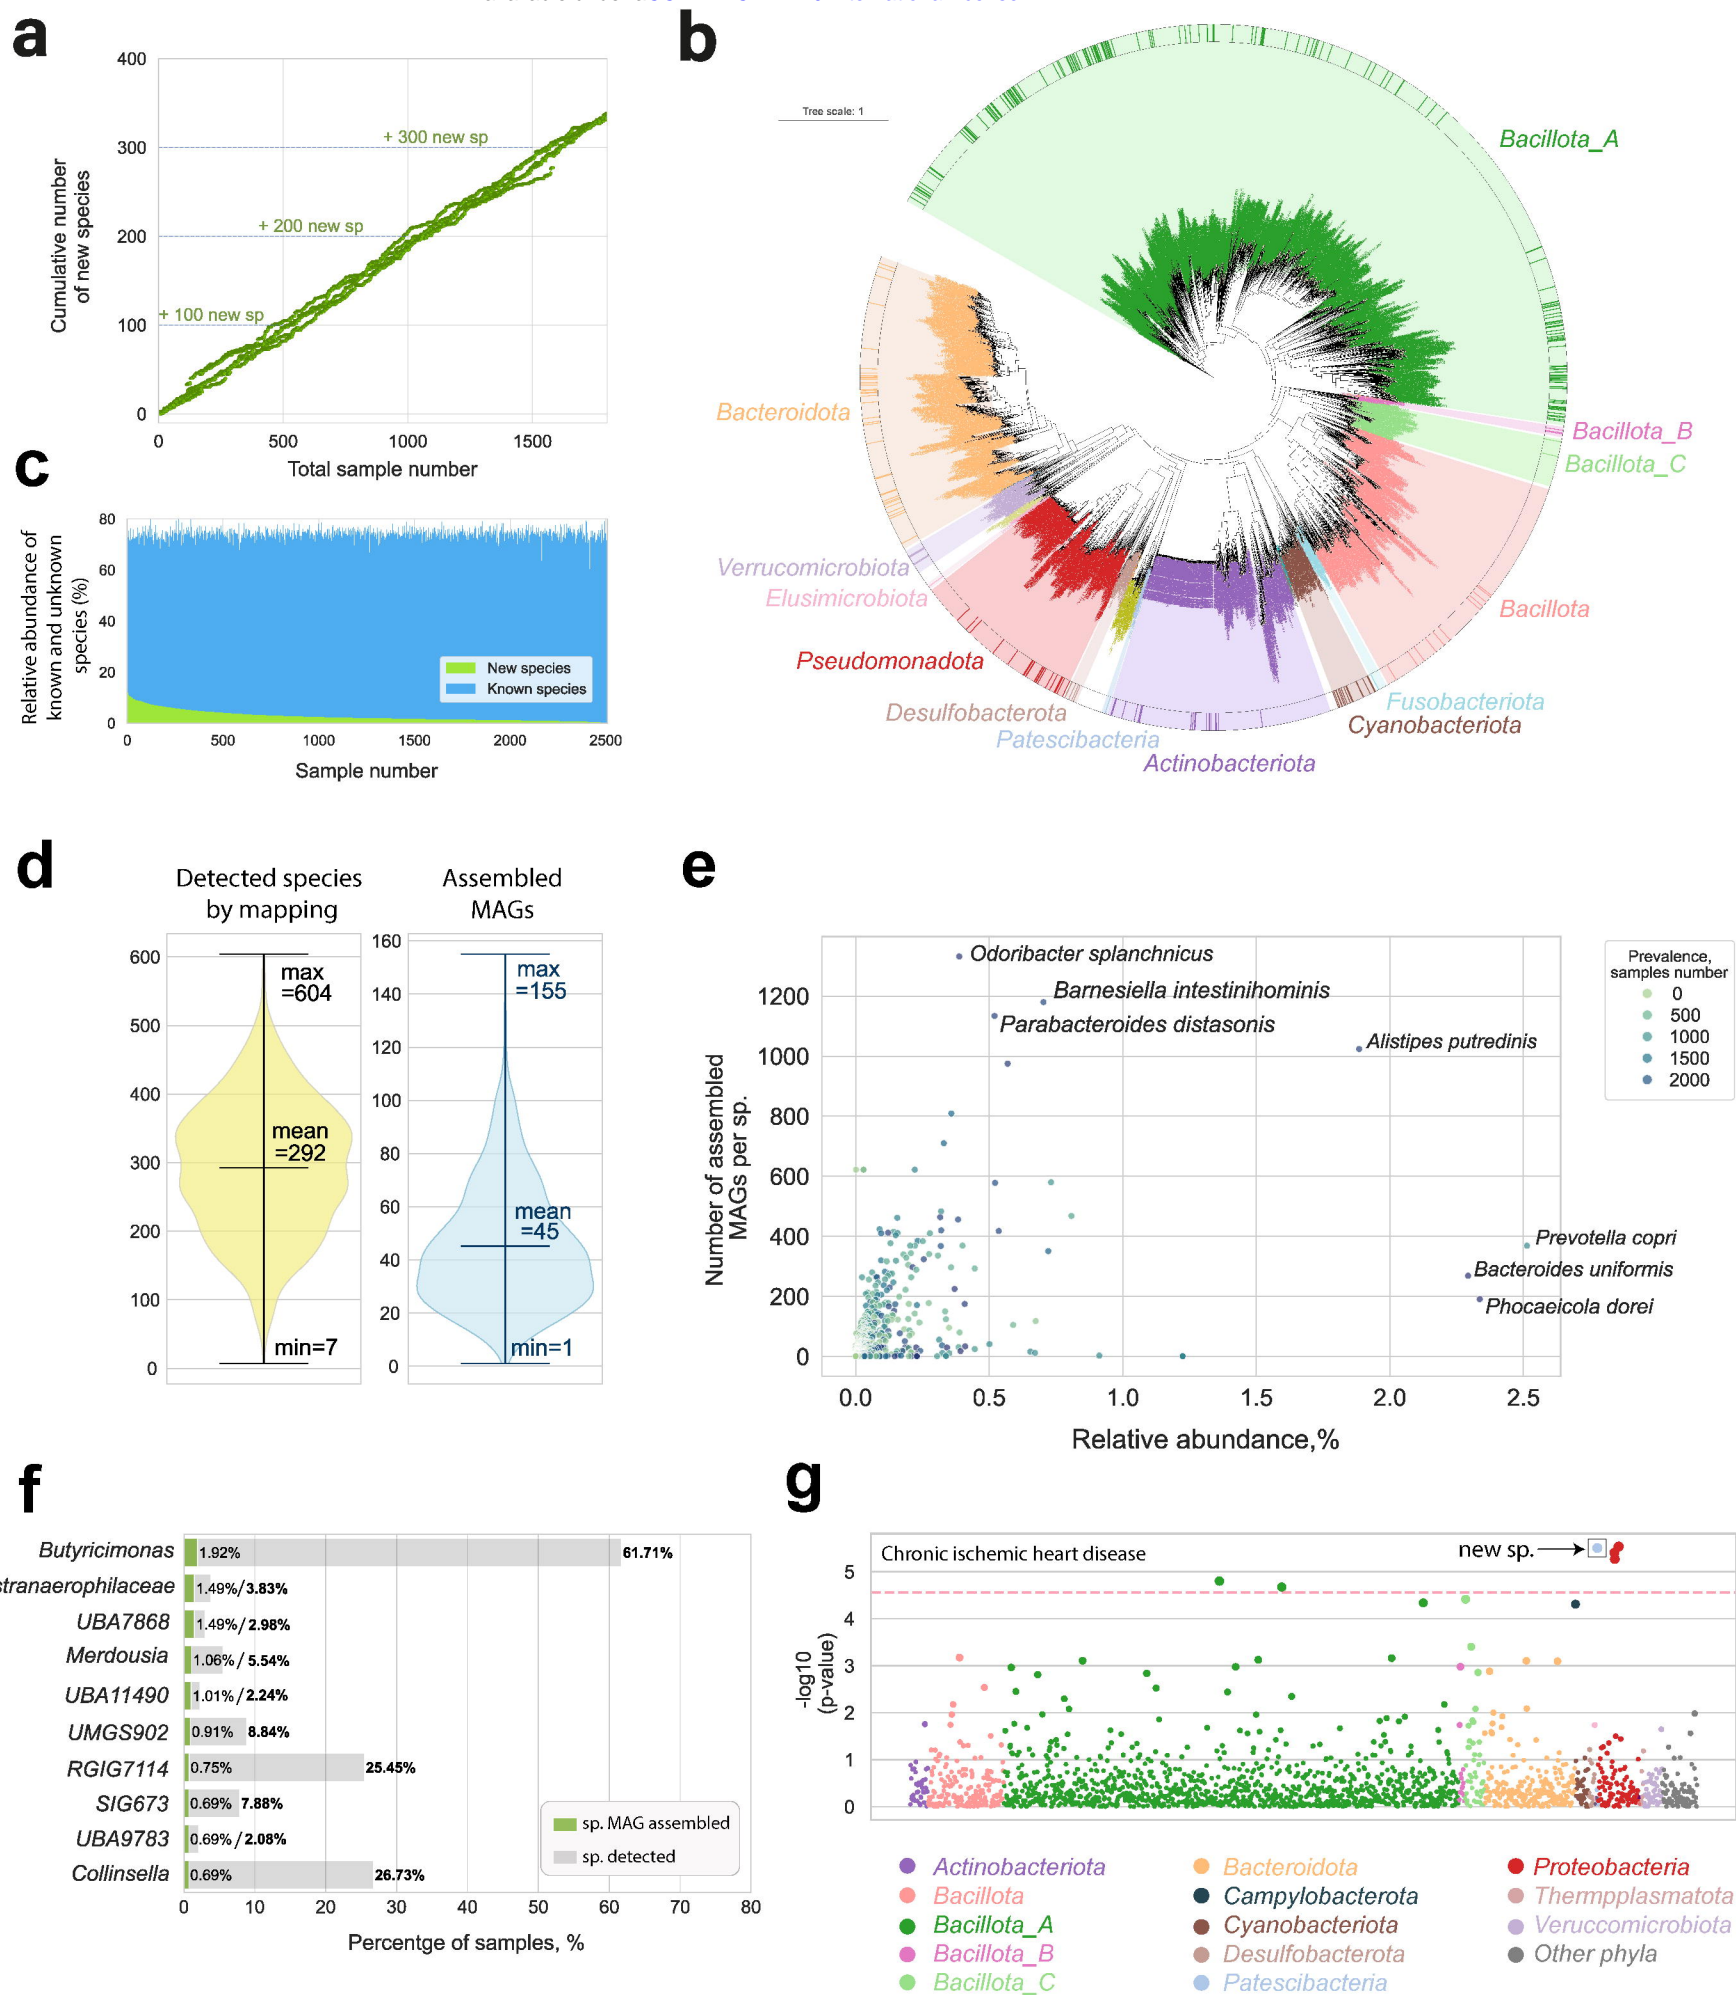 a
400
300
200
100
0
+ 300 new sp
+ 200 new sp
+ 100 new sp
Cumulative number
of new species
0
500
1000
1500
Total sample number
b
Tree scale: 1
Bacillota_A
Bacillota_B
Bacillota_C
Bacillota
Fusobacteriota
Cyanobacteriota
Actinobacteriota
Patescibacteria
Desulfobacterota
Pseudomonadota
Elusimicrobiota
Verrucomicrobiota
Bacteroidota
c
Relative abundance of
known and unknown
species (%)
80
60
40
20
0
New species
Known species
0
500
1000
1500
2000
2500
Sample number
d
Detected species
by mapping
600
500
400
300
200
100
0
max
=604
mean
=292
min=7
Assembled
MAGs
160
140
120
100
80
60
40
20
0
max
=155
mean
=45
min=1
e
Number of assembled
MAGs per sp.
1200
1000
800
600
400
200
0
Odoribacter splanchnicus
Barnesiella intestinihominis
Parabacteroides distasonis
Alistipes putredinis
Prevotella copri
Bacteroides uniformis
Phocaeicola dorei
0.0
0.5
1.0
1.5
2.0
2.5
Relative abundance,%
Prevalence,
samples number
0
500
1000
1500
2000
f
Butyricimonas 1.92% 61.71%
stranaerophilaceae 1.49%/3.83%
UBA7868 1.49%/2.98%
Merdousia 1.06%/5.54%
UBA11490 1.01%/2.24%
UMGS902 0.91% 8.84%
RGIG7114 0.75% 25.45%
SIG673 0.69% 7.88%
UBA9783 0.69%/2.08%
Collinsella 0.69% 26.73%
sp. MAG assembled
sp. detected
0
10
20
30
40
50
60
70
80
Percentge of samples, %
g
Chronic ischemic heart disease
new sp.
5
4
3
2
1
0
-log10
(p-value)
Actinobacteriota
Bacillota
Bacillota_A
Bacillota_B
Bacillota_C
Bacteroidota
Campylobacterota
Cyanobacteriota
Desulfobacterota
Patescibacteria
Proteobacteria
Thermpplasmatota
Veruccomicrobiota
Other phyla